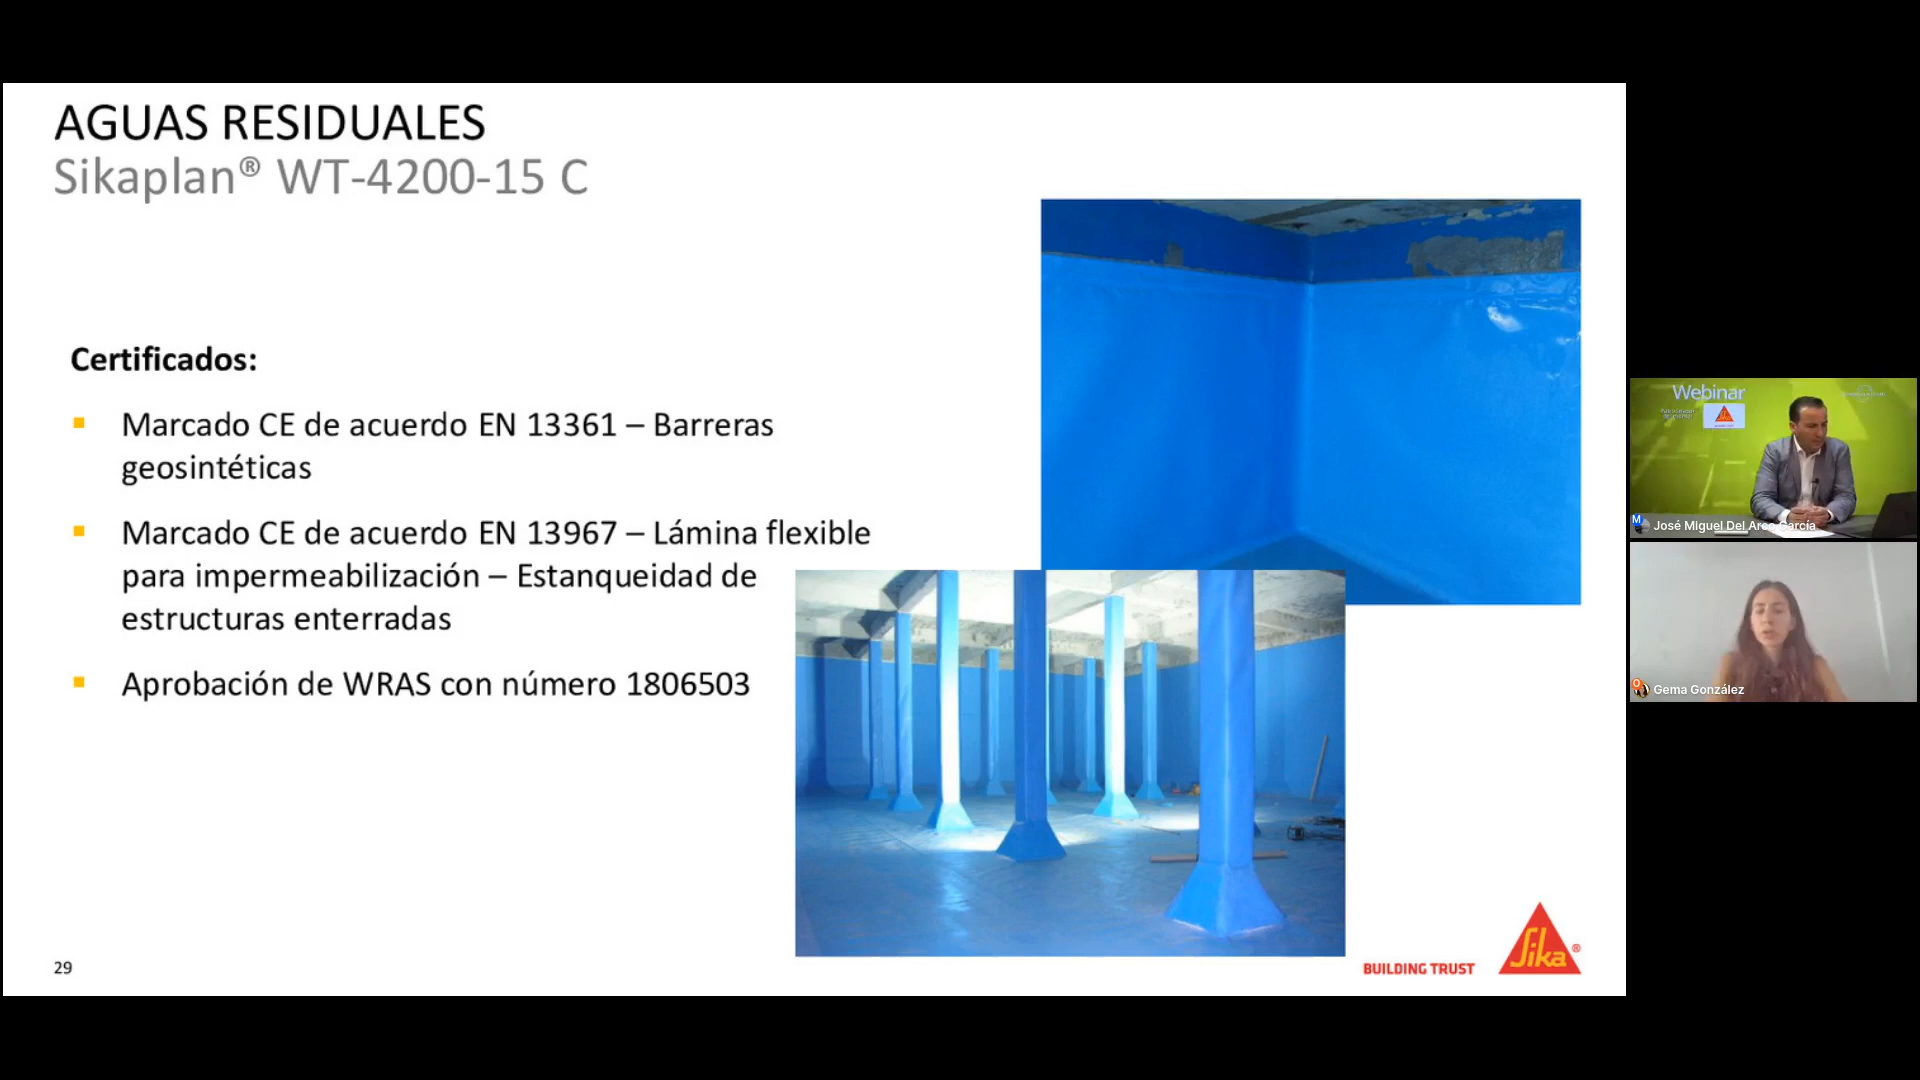 AGUAS RESIDUALES
Sikaplan® WT-4200-15 C
Certificados:
Marcado CE de acuerdo EN 13361 – Barreras
geosintéticas
Marcado CE de acuerdo EN 13967 – Lámina flexible
para impermeabilización – Estanqueidad de
estructuras enterradas
Aprobación de WRAS con número 1806503
29
BUILDING TRUST
Sika®
Webinar
M
José Miguel Del Arco García
Gema González